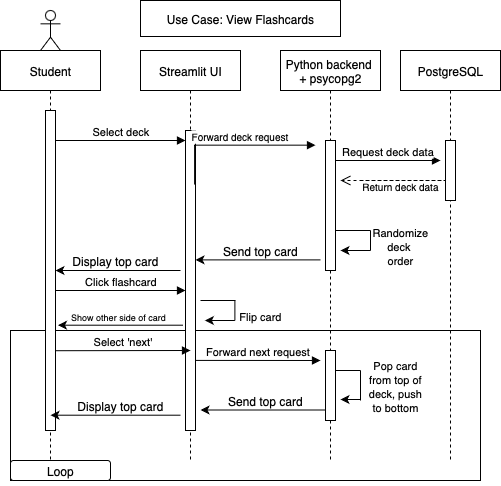 Use Case: View Flashcards
Student
Streamlit UI
Python backend
+ psycopg2
PostgreSQL
Select deck
Forward deck request
Request deck data
Return deck data
Randomize
deck
order
Send top card
Display top card
Click flashcard
Flip card
Show other side of card
Select 'next'
Forward next request
Pop card
from top of
deck, push
to bottom
Send top card
Display top card
Loop